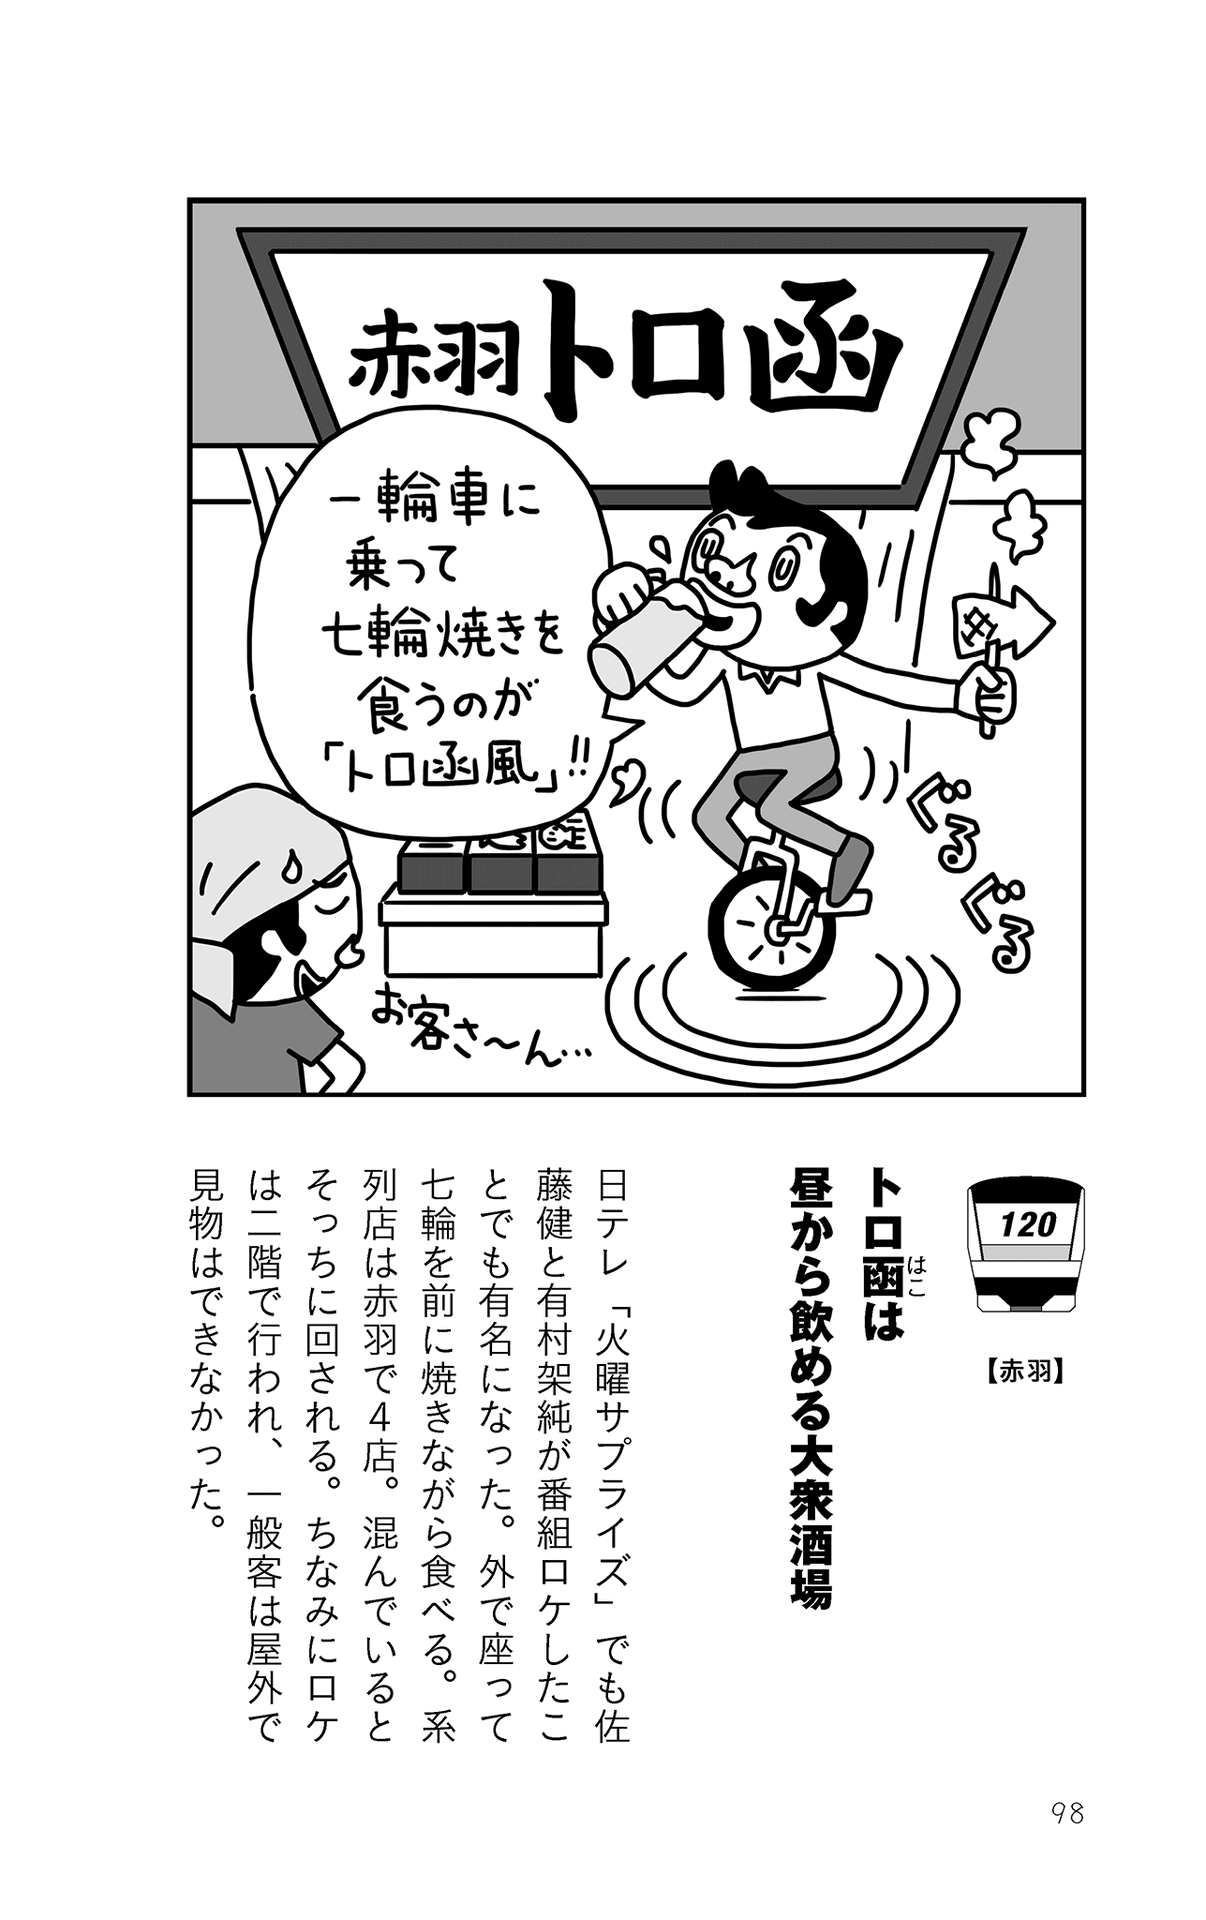 赤羽トロ函
一輪車に
乗って
七輪焼きを
食うのが
「トロ函風」!!
ぐるぐる
お客さ〜ん…
120
【赤羽】
トロ函は
はこ
昼から飲める大衆酒場
日テレ「火曜サプライズ」でも佐
藤健と有村架純が番組ロケしたこ
とでも有名になった。外で座って
七輪を前に焼きながら食べる。系
列店は赤羽で4店。混んでいると
そっちに回される。ちなみにロケ
は二階で行われ、一般客は屋外で
見物はできなかった。
98